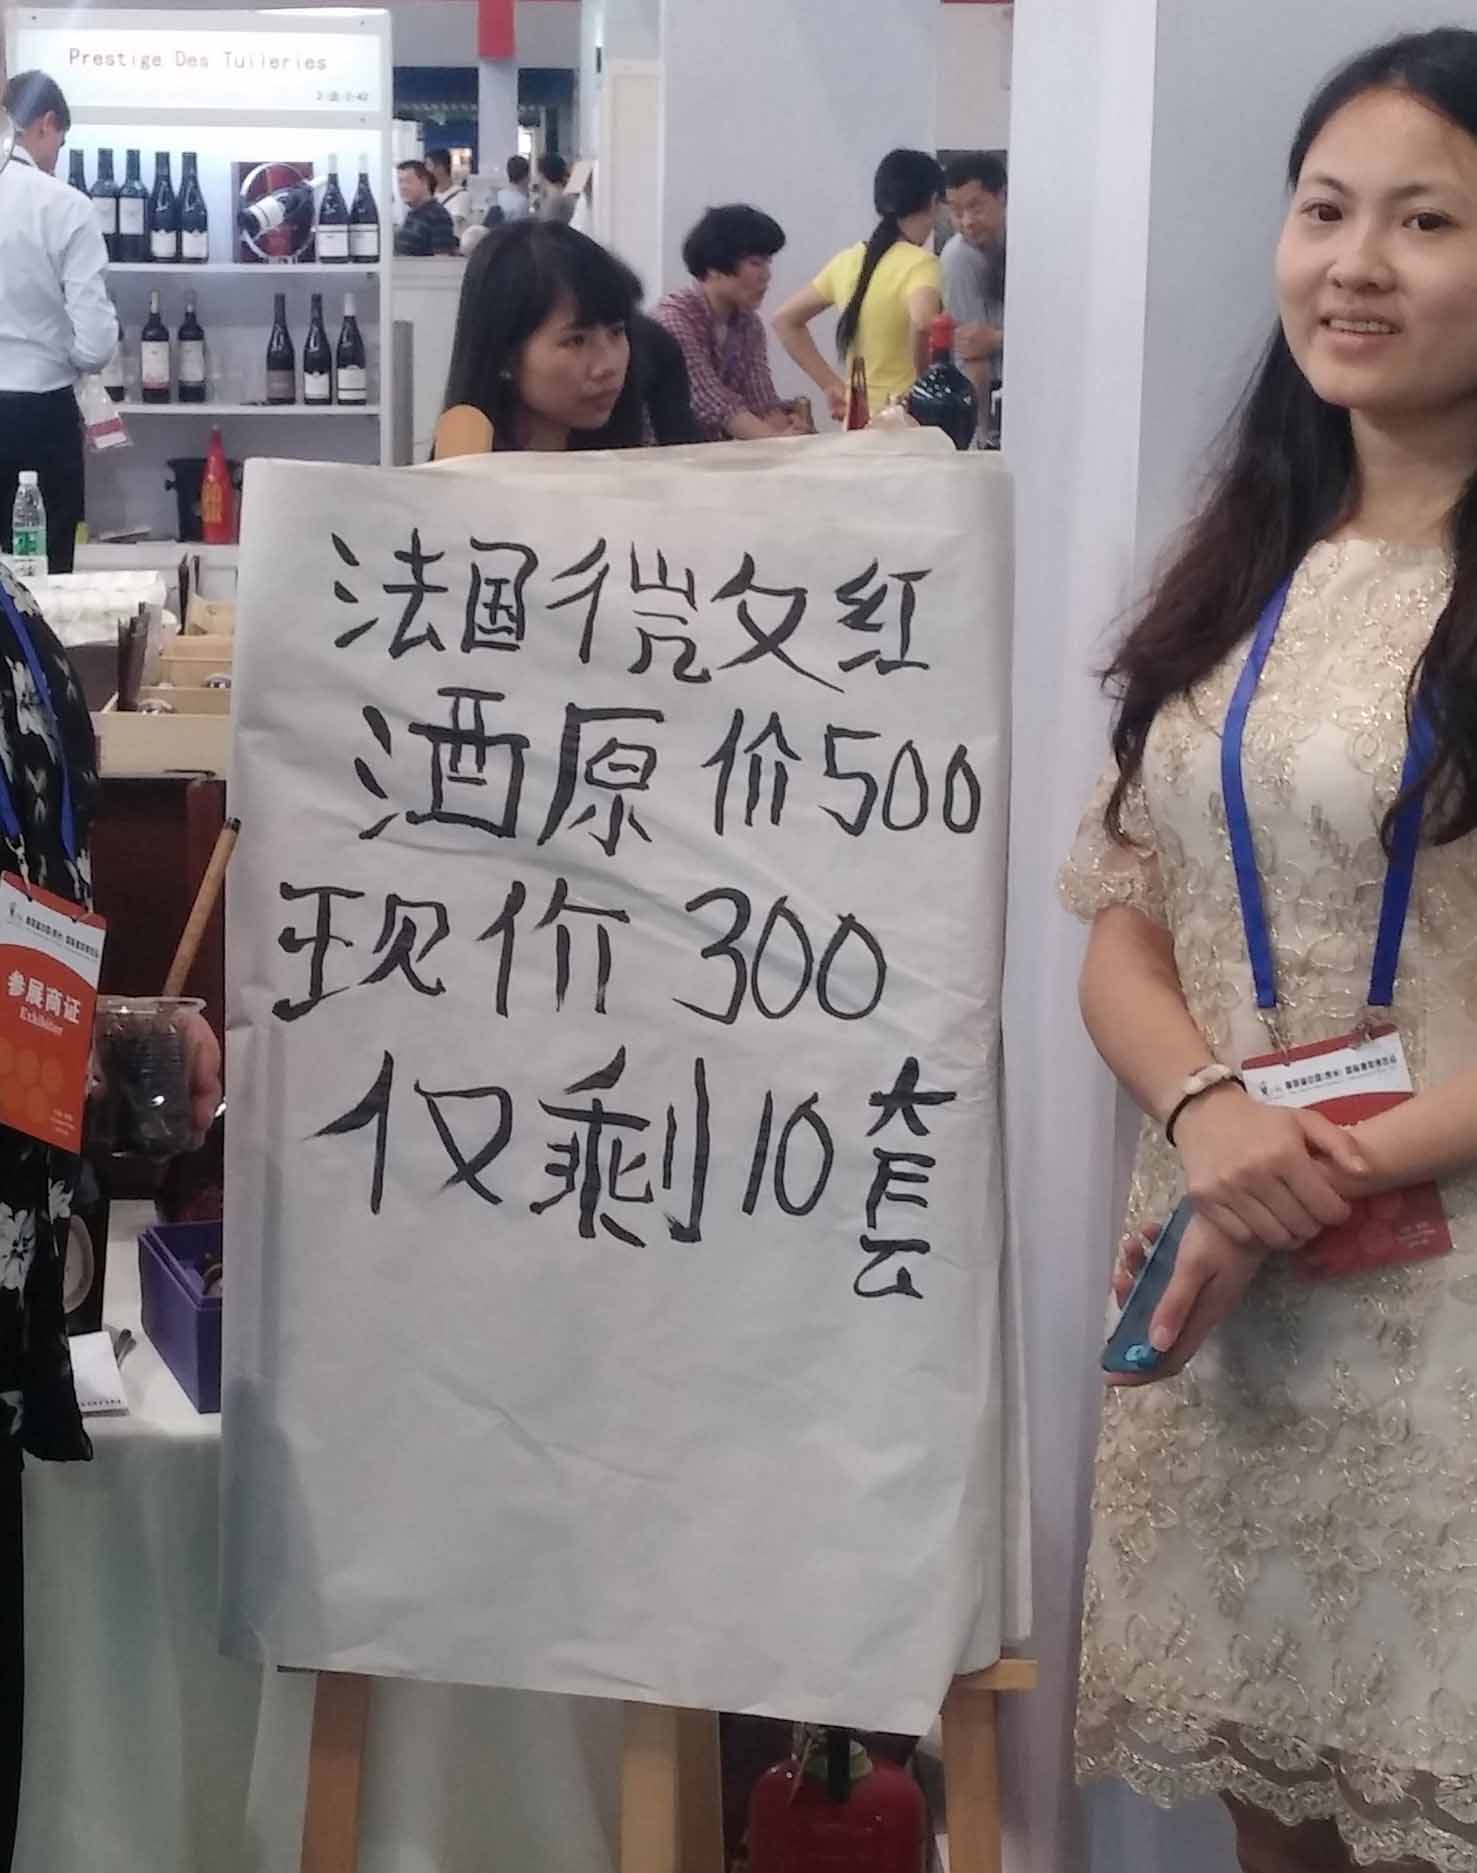 Prestige Des Tuileries
法国微文红
酒原价500
现价300
仅剩10套
参展商证
Exhibitor